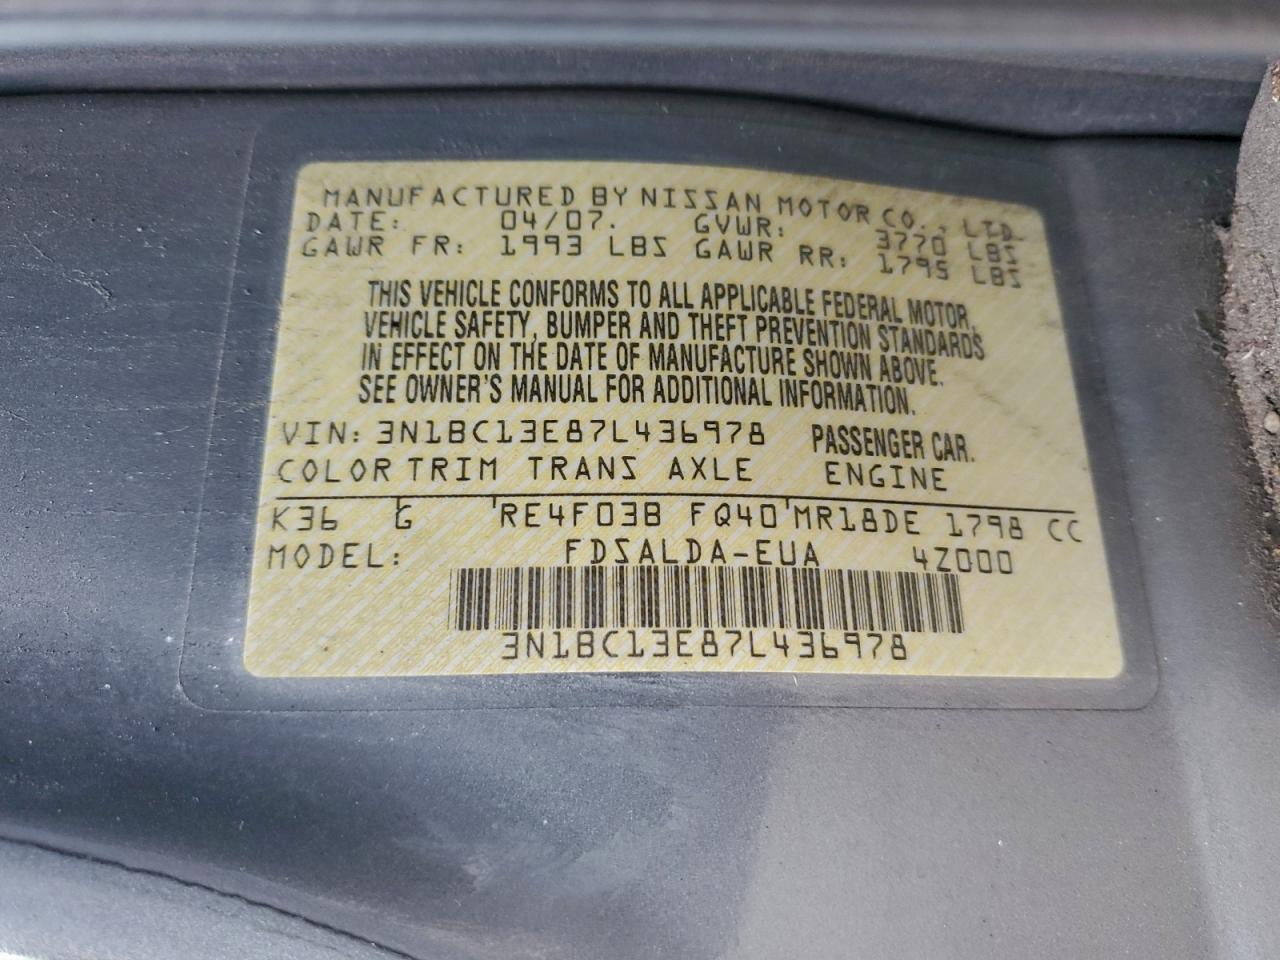 MANUFACTURED BY NISSAN MOTOR CO., LTD.
DATE: 04/07. GVWR: 3770 LBS
GAWR FR: 1993 LBS GAWR RR: 1795 LBS
THIS VEHICLE CONFORMS TO ALL APPLICABLE FEDERAL MOTOR
VEHICLE SAFETY, BUMPER AND THEFT PREVENTION STANDARDS
IN EFFECT ON THE DATE OF MANUFACTURE SHOWN ABOVE.
SEE OWNER'S MANUAL FOR ADDITIONAL INFORMATION.
VIN: 3N1BC13E87L436978 PASSENGER CAR.
COLOR TRIM TRANS AXLE ENGINE
K36 G RE4F03B FQ40 MR18DE 1798 CC
MODEL: FDSALDA-EUA 4Z000
3N1BC13E87L436978